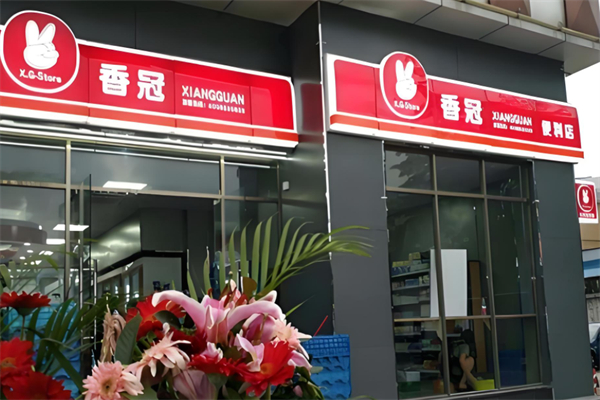 X.G-Store
香冠
XIANGGUAN
X.G-Store
香冠
XIANGGUAN
便利店